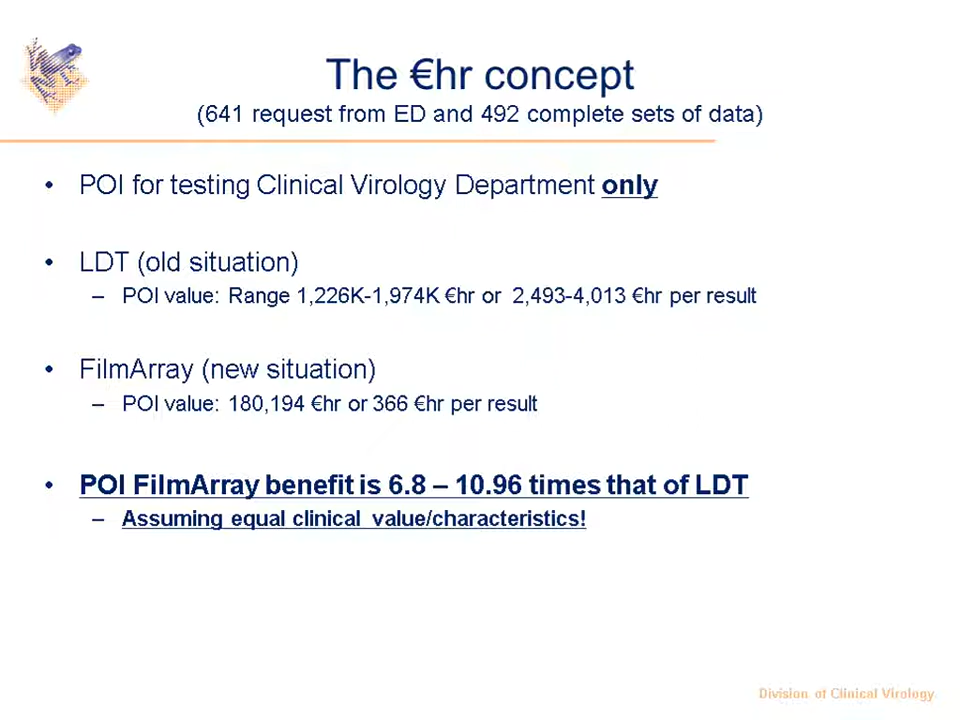 The €hr concept
(641 request from ED and 492 complete sets of data)
• POI for testing Clinical Virology Department only
• LDT (old situation)
– POI value: Range 1,226K-1,974K €hr or 2,493-4,013 €hr per result
• FilmArray (new situation)
– POI value: 180,194 €hr or 366 €hr per result
• POI FilmArray benefit is 6.8 – 10.96 times that of LDT
– Assuming equal clinical value/characteristics!
Division of Clinical Virology